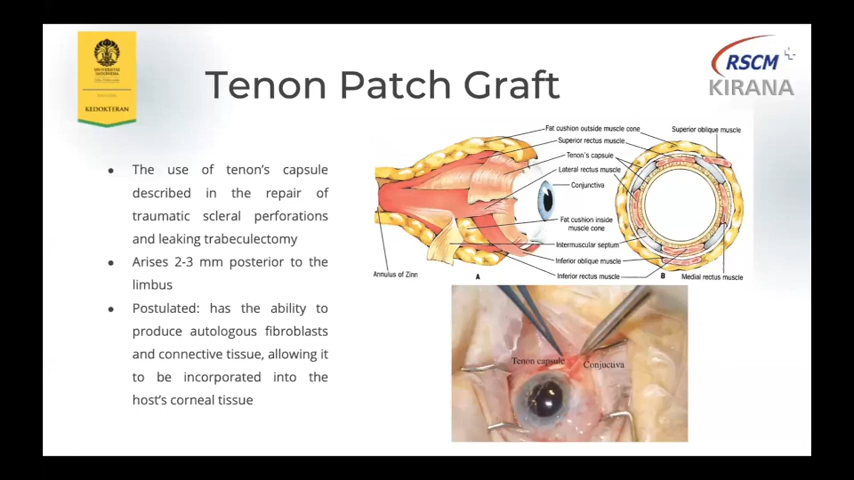 UNIVERSITAS
INDONESIA
KEDOKTERAN
RSCM
KIRANA
Tenon Patch Graft
• The use of tenon's capsule
described in the repair of
traumatic scleral perforations
and leaking trabeculectomy
• Arises 2-3 mm posterior to the
limbus
• Postulated: has the ability to
produce autologous fibroblasts
and connective tissue, allowing it
to be incorporated into the
host's corneal tissue
Fat cushion outside muscle cone
Superior oblique muscle
Superior rectus muscle
Tenon's capsule
Lateral rectus muscle
Conjunctiva
Fat cushion inside
muscle cone
Intermuscular septum
Inferior oblique muscle
Annulus of Zinn
A
Inferior rectus muscle
B
Medial rectus muscle
Tenon capsule
Conjuctuva